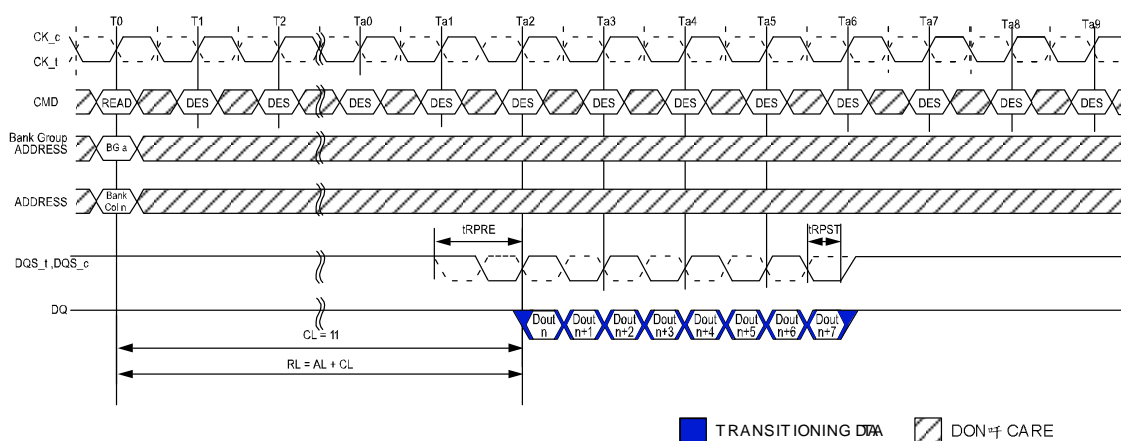 T0 T1 T2 Ta0 Ta1 Ta2 Ta3 Ta4 Ta5 Ta6 Ta7 Ta8 Ta9
CK_c
CK_t
CMD READ DES DES DES DES DES DES DES DES DES DES DES DES
Bank Group
ADDRESS BG a
ADDRESS Bank
Col n
tRPRE tRPST
DQS_t ,DQS_c
DQ Dout Dout Dout Dout Dout Dout Dout Dout
n n+1 n+2 n+3 n+4 n+5 n+6 n+7
CL = 11
RL = AL + CL
TRANSITIONING DATA DON CARE